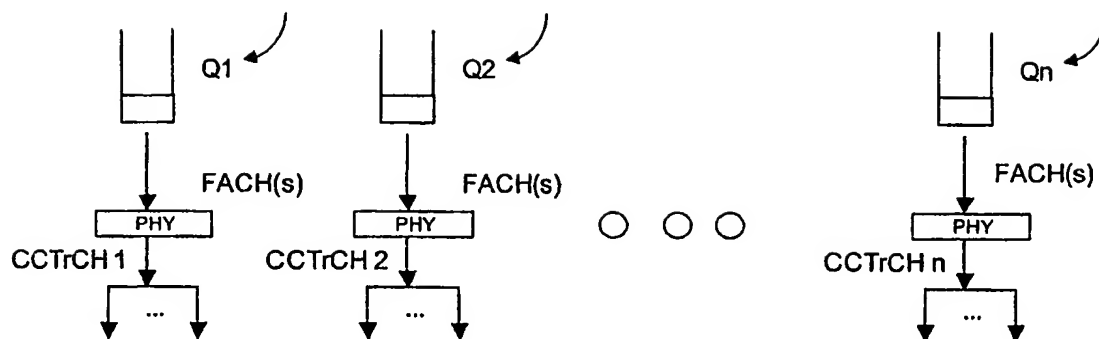 Q1
Q2
Qn
FACH(s)
FACH(s)
FACH(s)
PHY
PHY
PHY
CCTrCH 1
CCTrCH 2
CCTrCH n
...
...
...